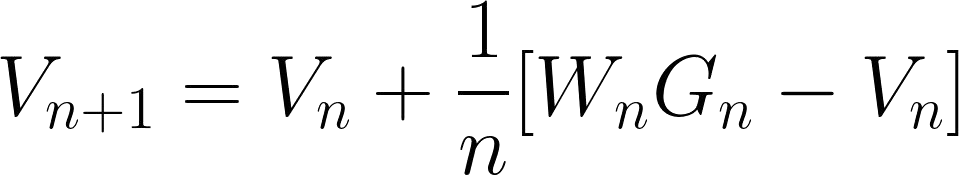 V_{n+1} = V_n + \frac{1}{n}[W_n G_n - V_n]